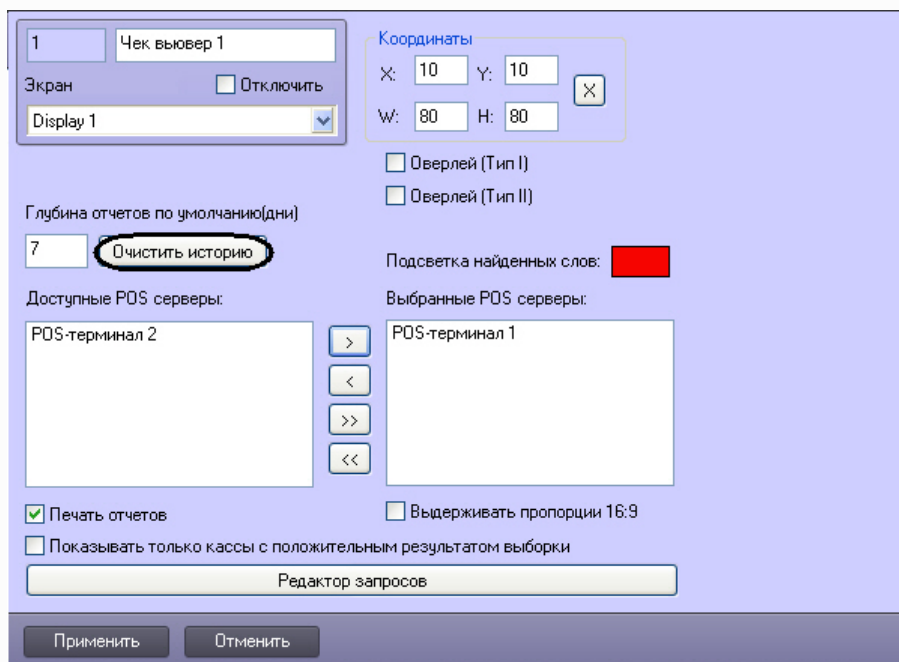 1
Чек вьювер 1
Экран
Отключить
Display 1
Координаты
X: 10 Y: 10
X
W: 80 H: 80
Оверлей (Тип I)
Оверлей (Тип II)
Глубина отчетов по умолчанию(дни)
7
Очистить историю
Подсветка найденных слов:
Доступные POS серверы:
POS-терминал 2
>
<
>>
<<
Выбранные POS серверы:
POS-терминал 1
Печать отчетов
Выдерживать пропорции 16:9
Показывать только кассы с положительным результатом выборки
Редактор запросов
Применить
Отменить